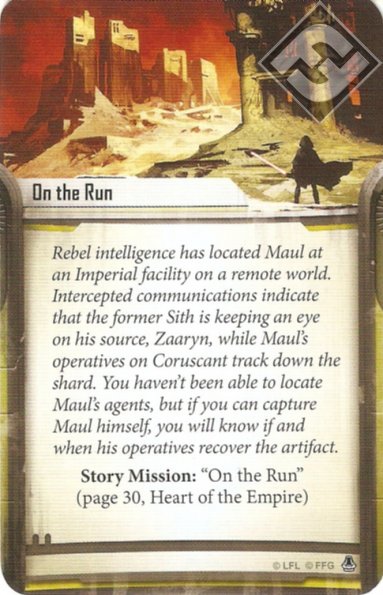 On the Run
Rebel intelligence has located Maul at
an Imperial facility on a remote world.
Intercepted communications indicate
that the former Sith is keeping an eye
on his source, Zaaryn, while Maul's
operatives on Coruscant track down the
shard. You haven't been able to locate
Maul's agents, but if you can capture
Maul himself, you will know if and
when his operatives recover the artifact.
Story Mission: “On the Run”
(page 30, Heart of the Empire)
© LFL © FFG